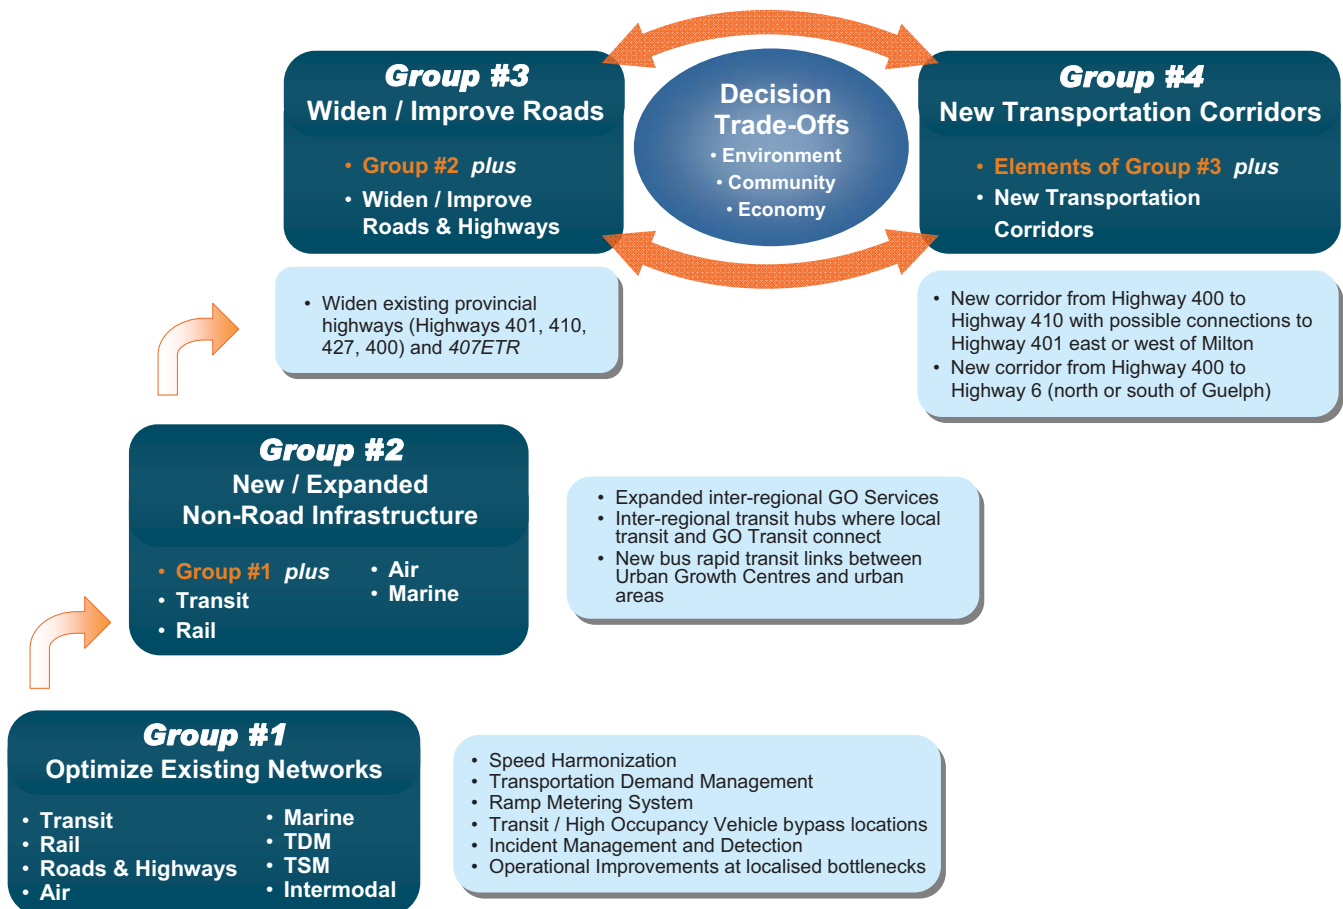 Group #3
Widen / Improve Roads
• Group #2 plus
• Widen / Improve
Roads & Highways
Decision
Trade-Offs
• Environment
• Community
• Economy
Group #4
New Transportation Corridors
• Elements of Group #3 plus
• New Transportation
Corridors
• Widen existing provincial
highways (Highways 401, 410,
427, 400) and 407ETR
• New corridor from Highway 400 to
Highway 410 with possible connections to
Highway 401 east or west of Milton
• New corridor from Highway 400 to
Highway 6 (north or south of Guelph)
Group #2
New / Expanded
Non-Road Infrastructure
• Group #1 plus
• Transit
• Rail
• Air
• Marine
• Expanded inter-regional GO Services
• Inter-regional transit hubs where local
transit and GO Transit connect
• New bus rapid transit links between
Urban Growth Centres and urban
areas
Group #1
Optimize Existing Networks
• Transit
• Rail
• Roads & Highways
• Air
• Marine
• TDM
• TSM
• Intermodal
• Speed Harmonization
• Transportation Demand Management
• Ramp Metering System
• Transit / High Occupancy Vehicle bypass locations
• Incident Management and Detection
• Operational Improvements at localised bottlenecks